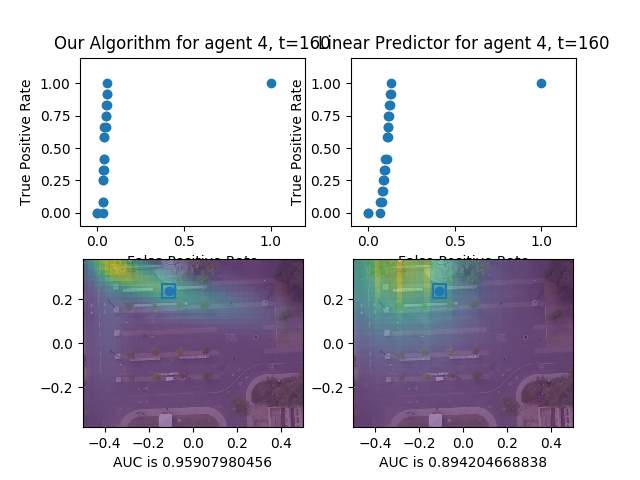 Our Algorithm for agent 4, t=160
Linear Predictor for agent 4, t=160
True Positive Rate
1.00
0.75
0.50
0.25
0.00
0.0 0.5 1.0
False Positive Rate
True Positive Rate
1.00
0.75
0.50
0.25
0.00
0.0 0.5 1.0
False Positive Rate
0.2
0.0
−0.2
−0.4 −0.2 0.0 0.2 0.4
AUC is 0.95907980456
0.2
0.0
−0.2
−0.4 −0.2 0.0 0.2 0.4
AUC is 0.894204668838